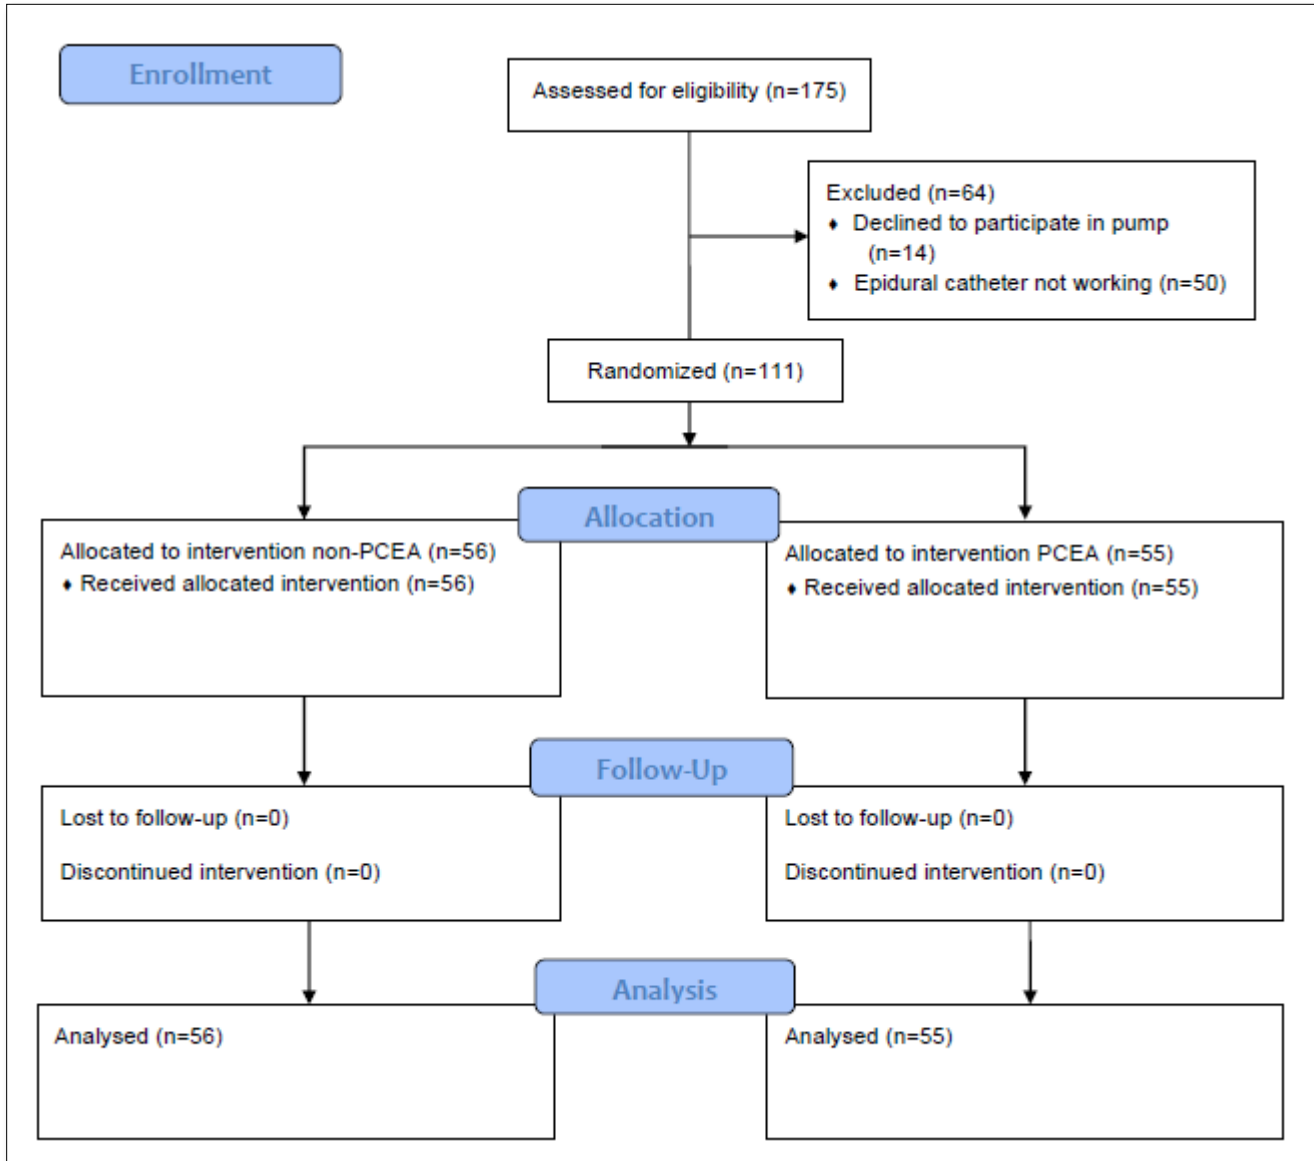 Enrollment
Assessed for eligibility (n=175)
Excluded (n=64)
♦ Declined to participate in pump
(n=14)
♦ Epidural catheter not working (n=50)
Randomized (n=111)
Allocation
Allocated to intervention non-PCEA (n=56)
♦ Received allocated intervention (n=56)
Allocated to intervention PCEA (n=55)
♦ Received allocated intervention (n=55)
Follow-Up
Lost to follow-up (n=0)
Discontinued intervention (n=0)
Lost to follow-up (n=0)
Discontinued intervention (n=0)
Analysis
Analysed (n=56)
Analysed (n=55)